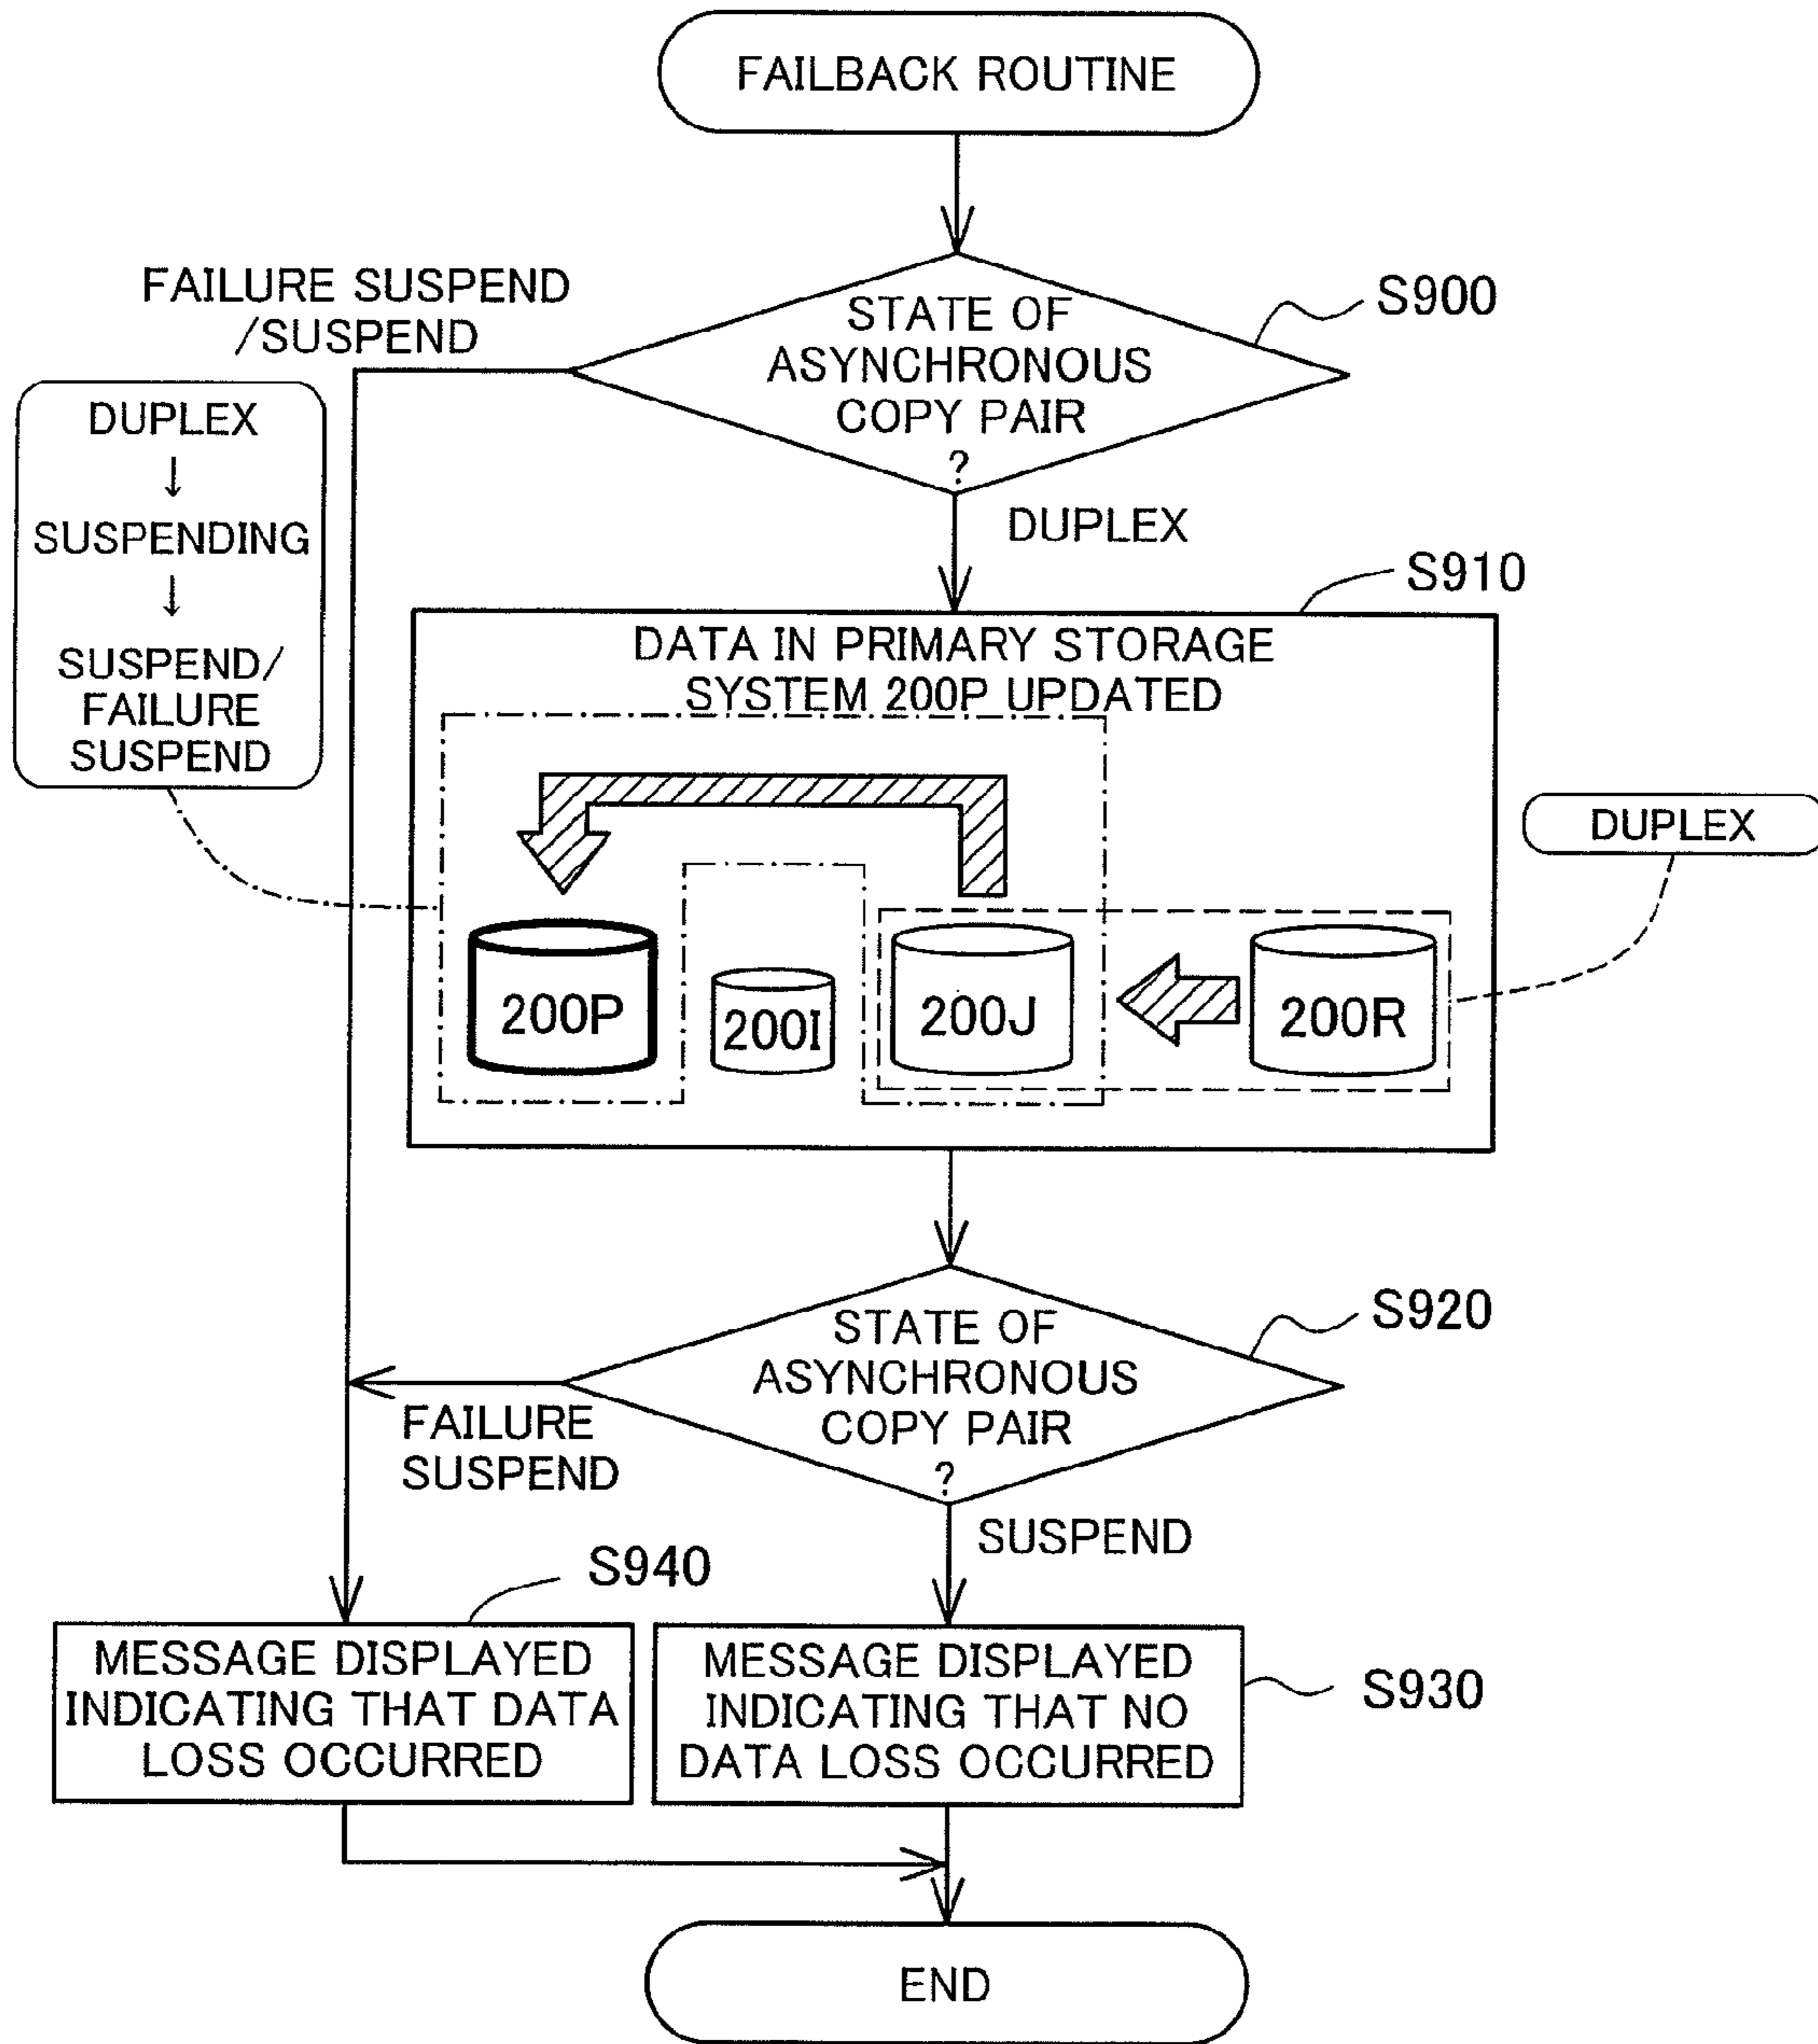 FAILBACK ROUTINE
S900
STATE OF
ASYNCHRONOUS
COPY PAIR
?
FAILURE SUSPEND
/SUSPEND
DUPLEX
DUPLEX
↓
SUSPENDING
↓
SUSPEND/
FAILURE
SUSPEND
S910
DATA IN PRIMARY STORAGE
SYSTEM 200P UPDATED
200P
200I
200J
200R
DUPLEX
S920
STATE OF
ASYNCHRONOUS
COPY PAIR
?
FAILURE
SUSPEND
SUSPEND
S940
MESSAGE DISPLAYED
INDICATING THAT DATA
LOSS OCCURRED
MESSAGE DISPLAYED
INDICATING THAT NO
DATA LOSS OCCURRED
S930
END